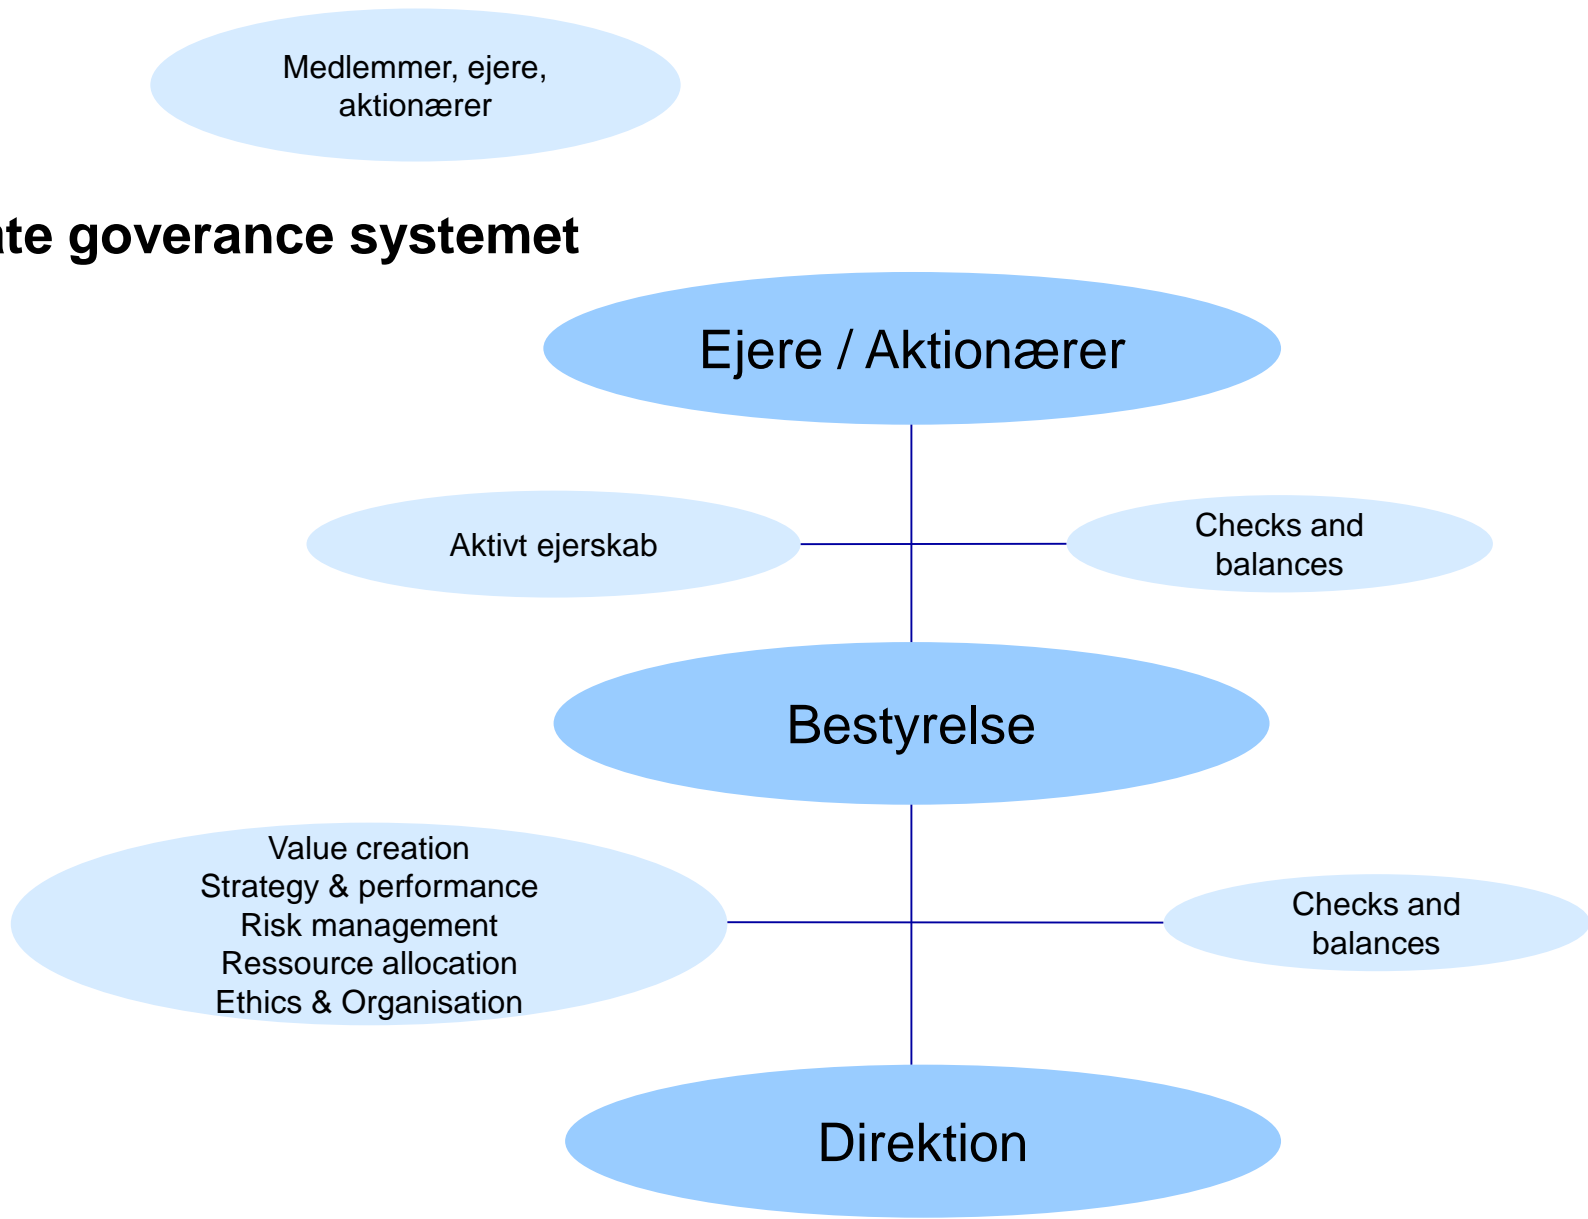 Medlemmer, ejere,
aktionærer
ate goverance systemet
Ejere / Aktionærer
Aktivt ejerskab
Checks and
balances
Bestyrelse
Value creation
Strategy & performance
Risk management
Ressource allocation
Ethics & Organisation
Checks and
balances
Direktion